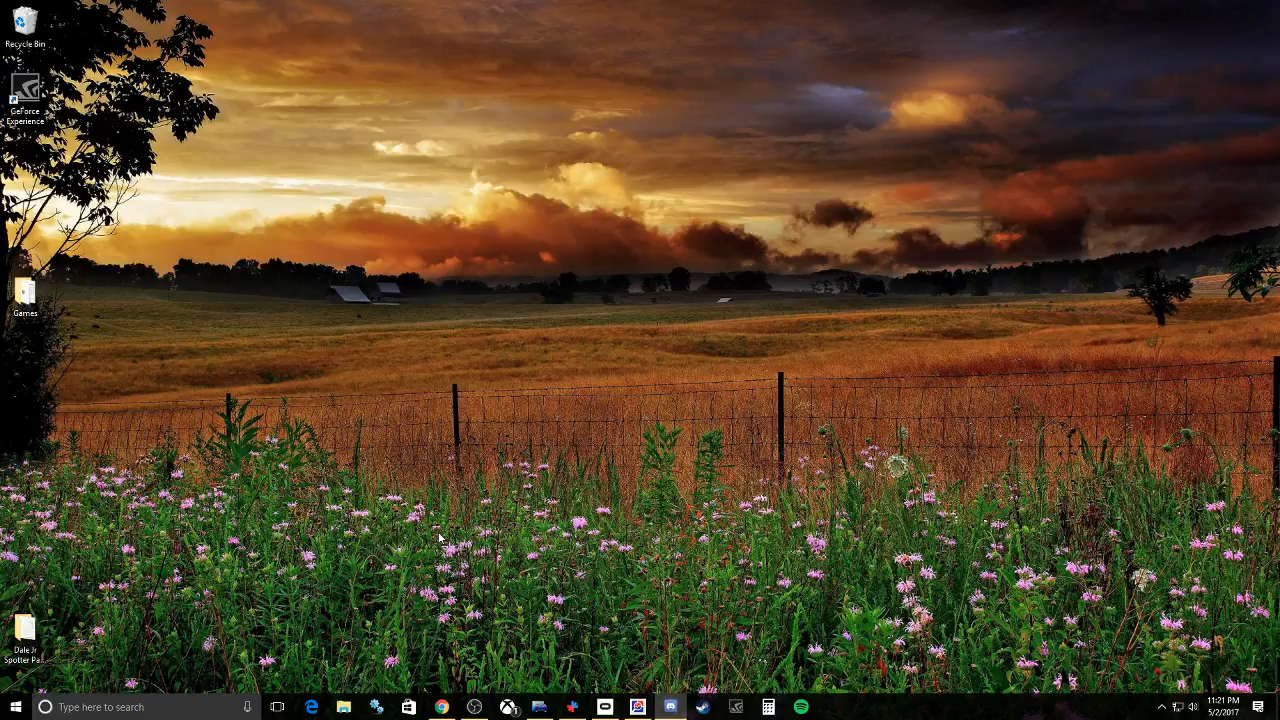 Recycle Bin
GeForce
Experience
Games
Dale Jr
Spotter Pa...
Type here to search
1
11:21 PM
5/2/2017